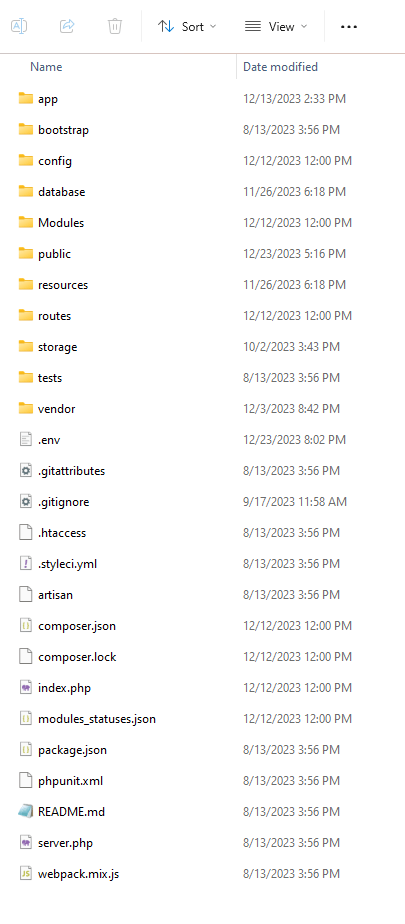 Sort View
Name Date modified
app 12/13/2023 2:33 PM
bootstrap 8/13/2023 3:56 PM
config 12/12/2023 12:00 PM
database 11/26/2023 6:18 PM
Modules 12/12/2023 12:00 PM
public 12/23/2023 5:16 PM
resources 11/26/2023 6:18 PM
routes 12/12/2023 12:00 PM
storage 10/2/2023 3:43 PM
tests 8/13/2023 3:56 PM
vendor 12/3/2023 8:42 PM
.env 12/23/2023 8:02 PM
.gitattributes 8/13/2023 3:56 PM
.gitignore 9/17/2023 11:58 AM
.htaccess 8/13/2023 3:56 PM
.styleci.yml 8/13/2023 3:56 PM
artisan 8/13/2023 3:56 PM
composer.json 12/12/2023 12:00 PM
composer.lock 12/12/2023 12:00 PM
index.php 12/12/2023 12:00 PM
modules_statuses.json 12/12/2023 12:00 PM
package.json 8/13/2023 3:56 PM
phpunit.xml 8/13/2023 3:56 PM
README.md 8/13/2023 3:56 PM
server.php 8/13/2023 3:56 PM
webpack.mix.js 8/13/2023 3:56 PM